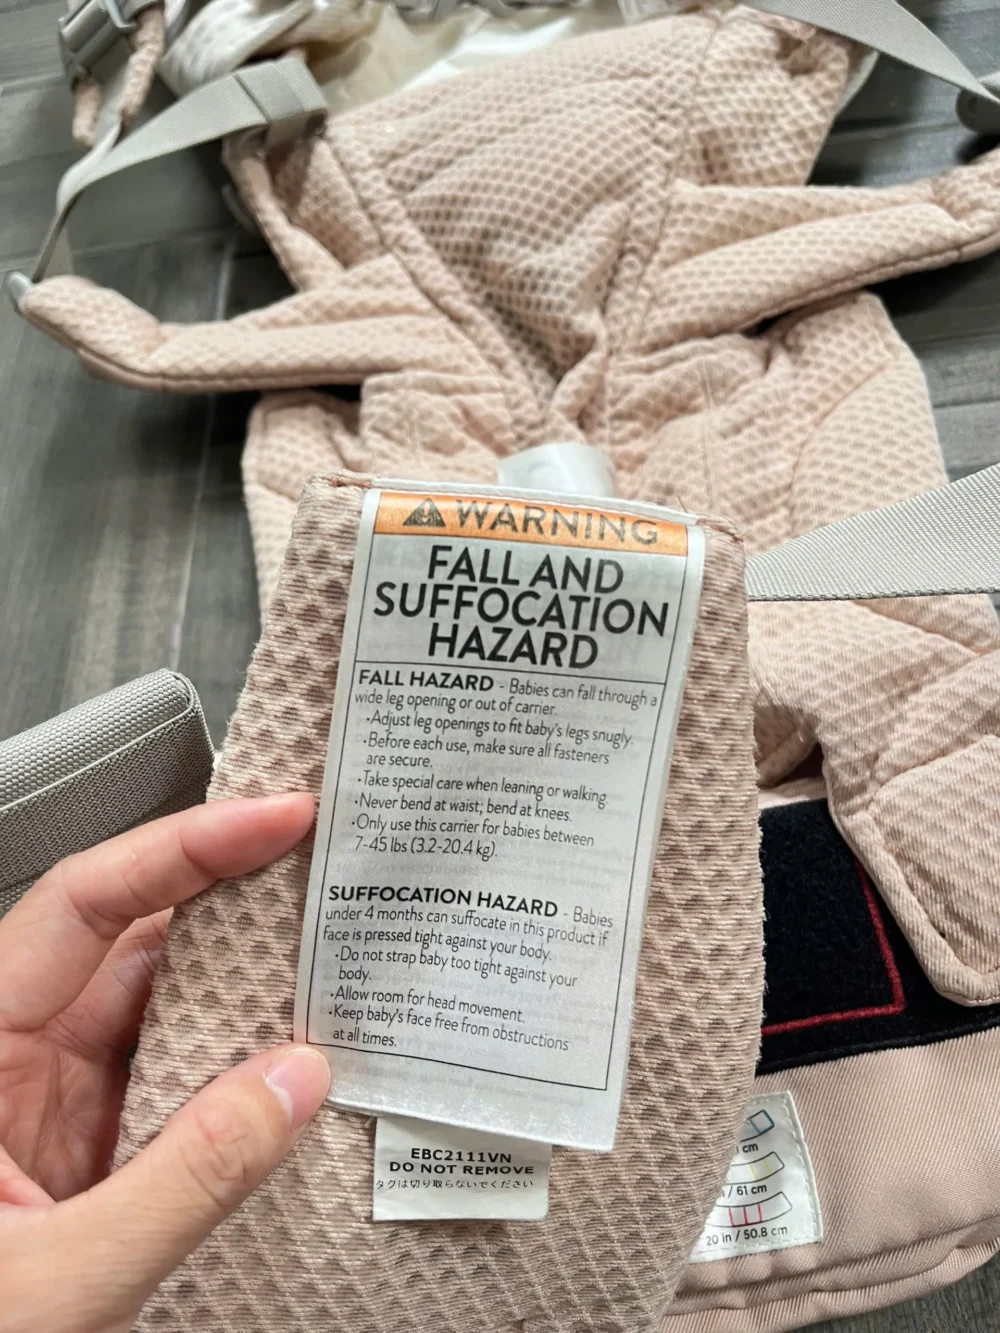 WARNING
FALL AND
SUFFOCATION
HAZARD
FALL HAZARD - Babies can fall through a
wide leg opening or out of carrier.
•Adjust leg openings to fit baby's legs snugly.
•Before each use, make sure all fasteners
are secure.
•Take special care when leaning or walking.
•Never bend at waist; bend at knees.
•Only use this carrier for babies between
7-45 lbs (3.2-20.4 kg).
SUFFOCATION HAZARD - Babies
under 4 months can suffocate in this product if
face is pressed tight against your body.
•Do not strap baby too tight against your
body.
•Allow room for head movement.
•Keep baby's face free from obstructions
at all times.
EBC2111VN
DO NOT REMOVE
タグは切り取らないでください
cm
/ 61 cm
20 in / 50.8 cm